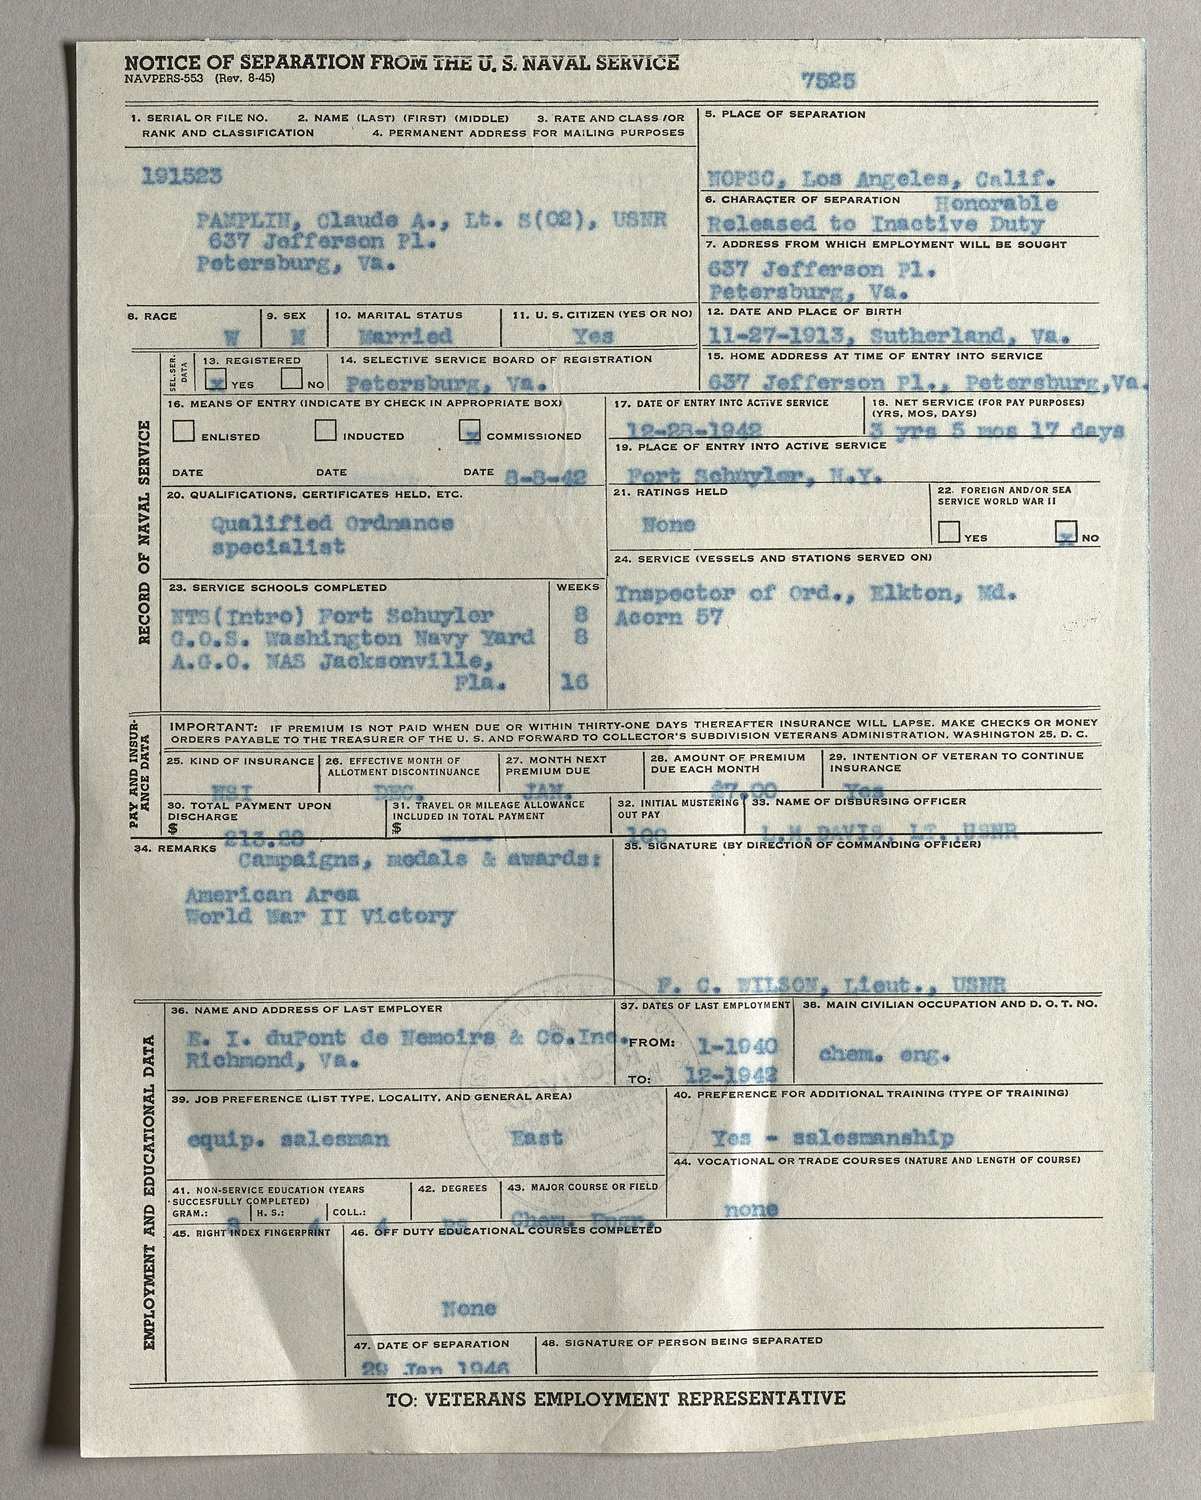 NOTICE OF SEPARATION FROM THE U. S. NAVAL SERVICE
NAVPERS-553 (Rev. 8-45)
7525
1. SERIAL OR FILE NO. 2. NAME (LAST) (FIRST) (MIDDLE) 3. RATE AND CLASS /OR
RANK AND CLASSIFICATION 4. PERMANENT ADDRESS FOR MAILING PURPOSES
191523
PAMPLIN, Claude A., Lt. S(O2), USNR
637 Jefferson Pl.
Petersburg, Va.
5. PLACE OF SEPARATION
NOPSC, Los Angeles, Calif.
6. CHARACTER OF SEPARATION Honorable
Released to Inactive Duty
7. ADDRESS FROM WHICH EMPLOYMENT WILL BE SOUGHT
637 Jefferson Pl.
Petersburg, Va.
8. RACE
W
9. SEX
M
10. MARITAL STATUS
Married
11. U. S. CITIZEN (YES OR NO)
Yes
12. DATE AND PLACE OF BIRTH
11-27-1913, Sutherland, Va.
SEL. SER. DATA
13. REGISTERED
x YES NO
14. SELECTIVE SERVICE BOARD OF REGISTRATION
Petersburg, Va.
15. HOME ADDRESS AT TIME OF ENTRY INTO SERVICE
637 Jefferson Pl., Petersburg,Va.
RECORD OF NAVAL SERVICE
16. MEANS OF ENTRY (INDICATE BY CHECK IN APPROPRIATE BOX)
ENLISTED INDUCTED x COMMISSIONED
DATE DATE DATE 8-8-42
17. DATE OF ENTRY INTO ACTIVE SERVICE
12-28-1942
18. NET SERVICE (FOR PAY PURPOSES)
(YRS, MOS, DAYS)
3 yrs 5 mos 17 days
19. PLACE OF ENTRY INTO ACTIVE SERVICE
Fort Schuyler, N.Y.
20. QUALIFICATIONS, CERTIFICATES HELD, ETC.
Qualified Ordnance
specialist
21. RATINGS HELD
None
22. FOREIGN AND/OR SEA
SERVICE WORLD WAR II
YES x NO
23. SERVICE SCHOOLS COMPLETED WEEKS
NTS(Intro) Fort Schuyler 8
G.O.S. Washington Navy Yard 8
A.G.O. NAS Jacksonville,
Fla. 16
24. SERVICE (VESSELS AND STATIONS SERVED ON)
Inspector of Ord., Elkton, Md.
Acorn 57
PAY AND INSUR-
ANCE DATA
IMPORTANT: IF PREMIUM IS NOT PAID WHEN DUE OR WITHIN THIRTY-ONE DAYS THEREAFTER INSURANCE WILL LAPSE. MAKE CHECKS OR MONEY
ORDERS PAYABLE TO THE TREASURER OF THE U. S. AND FORWARD TO COLLECTOR'S SUBDIVISION VETERANS ADMINISTRATION, WASHINGTON 25, D. C.
25. KIND OF INSURANCE
NSI
26. EFFECTIVE MONTH OF
ALLOTMENT DISCONTINUANCE
DEC.
27. MONTH NEXT
PREMIUM DUE
JAN.
28. AMOUNT OF PREMIUM
DUE EACH MONTH
$7.00
29. INTENTION OF VETERAN TO CONTINUE
INSURANCE
Yes
30. TOTAL PAYMENT UPON
DISCHARGE
$ 213.28
31. TRAVEL OR MILEAGE ALLOWANCE
INCLUDED IN TOTAL PAYMENT
$ ----
32. INITIAL MUSTERING
OUT PAY
100
33. NAME OF DISBURSING OFFICER
L.M.DAVIS, LT. USNR
34. REMARKS
Campaigns, medals & awards:
American Area
World War II Victory
35. SIGNATURE (BY DIRECTION OF COMMANDING OFFICER)
F. C. WILSON, Lieut., USNR
EMPLOYMENT AND EDUCATIONAL DATA
36. NAME AND ADDRESS OF LAST EMPLOYER
E. I. duPont de Nemoirs & Co.Inc.
Richmond, Va.
37. DATES OF LAST EMPLOYMENT
FROM: 1-1940
TO: 12-1942
38. MAIN CIVILIAN OCCUPATION AND D. O. T. NO.
chem. eng.
39. JOB PREFERENCE (LIST TYPE, LOCALITY, AND GENERAL AREA)
equip. salesman East
40. PREFERENCE FOR ADDITIONAL TRAINING (TYPE OF TRAINING)
Yes - salesmanship
41. NON-SERVICE EDUCATION (YEARS
SUCCESFULLY COMPLETED)
GRAM.: 8 H. S.: 4 COLL.: 4
42. DEGREES
BS
43. MAJOR COURSE OR FIELD
Chem. Engr.
44. VOCATIONAL OR TRADE COURSES (NATURE AND LENGTH OF COURSE)
none
45. RIGHT INDEX FINGERPRINT
46. OFF DUTY EDUCATIONAL COURSES COMPLETED
None
47. DATE OF SEPARATION
29 Jan 1946
48. SIGNATURE OF PERSON BEING SEPARATED
TO: VETERANS EMPLOYMENT REPRESENTATIVE